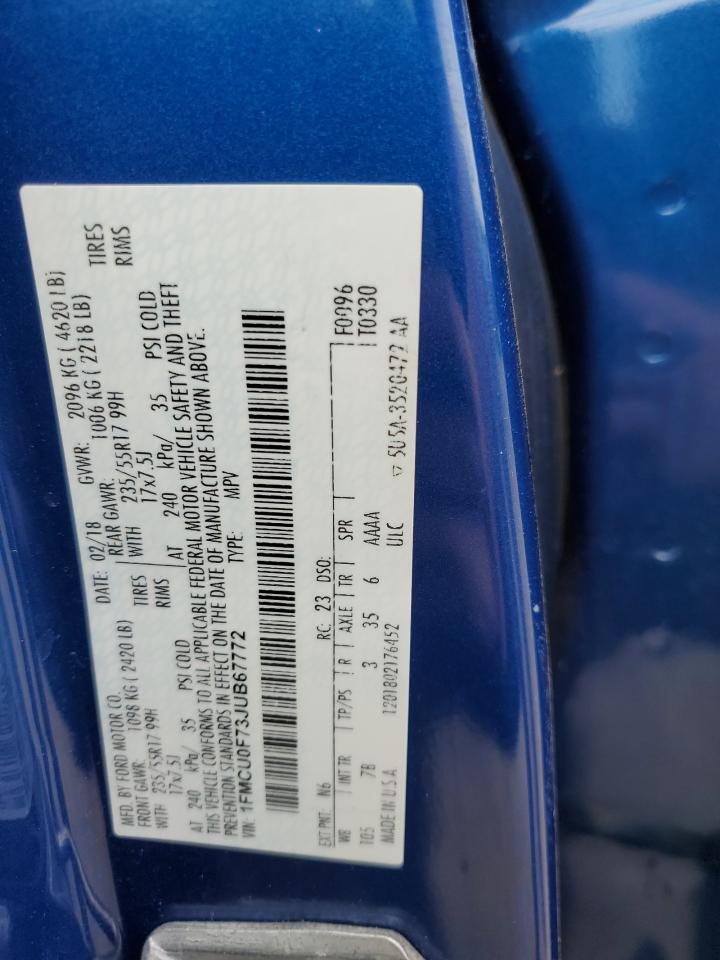 MFD. BY FORD MOTOR CO. DATE: 02/18 GVWR: 2096 KG ( 4620 LB)
FRONT GAWR: 1098 KG ( 2420 LB) REAR GAWR: 1006 KG ( 2218 LB)
WITH 235/55R17 99H TIRES WITH 235/55R17 99H TIRES
17x7.5J RIMS 17x7.5J RIMS
AT 240 kPa/ 35 PSI COLD AT 240 kPa/ 35 PSI COLD
THIS VEHICLE CONFORMS TO ALL APPLICABLE FEDERAL MOTOR VEHICLE SAFETY AND THEFT
PREVENTION STANDARDS IN EFFECT ON THE DATE OF MANUFACTURE SHOWN ABOVE.
VIN: 1FMCU0F73JUB67772 TYPE: MPV
EXT PNT: N6 RC: 23 DSO: F0096
WB INT TR TP/PS R AXLE TR SPR T0330
105 7B 3 35 6 AAAA
MADE IN U.S.A. 1201802176452 ULC
5U5A-3520472 AA